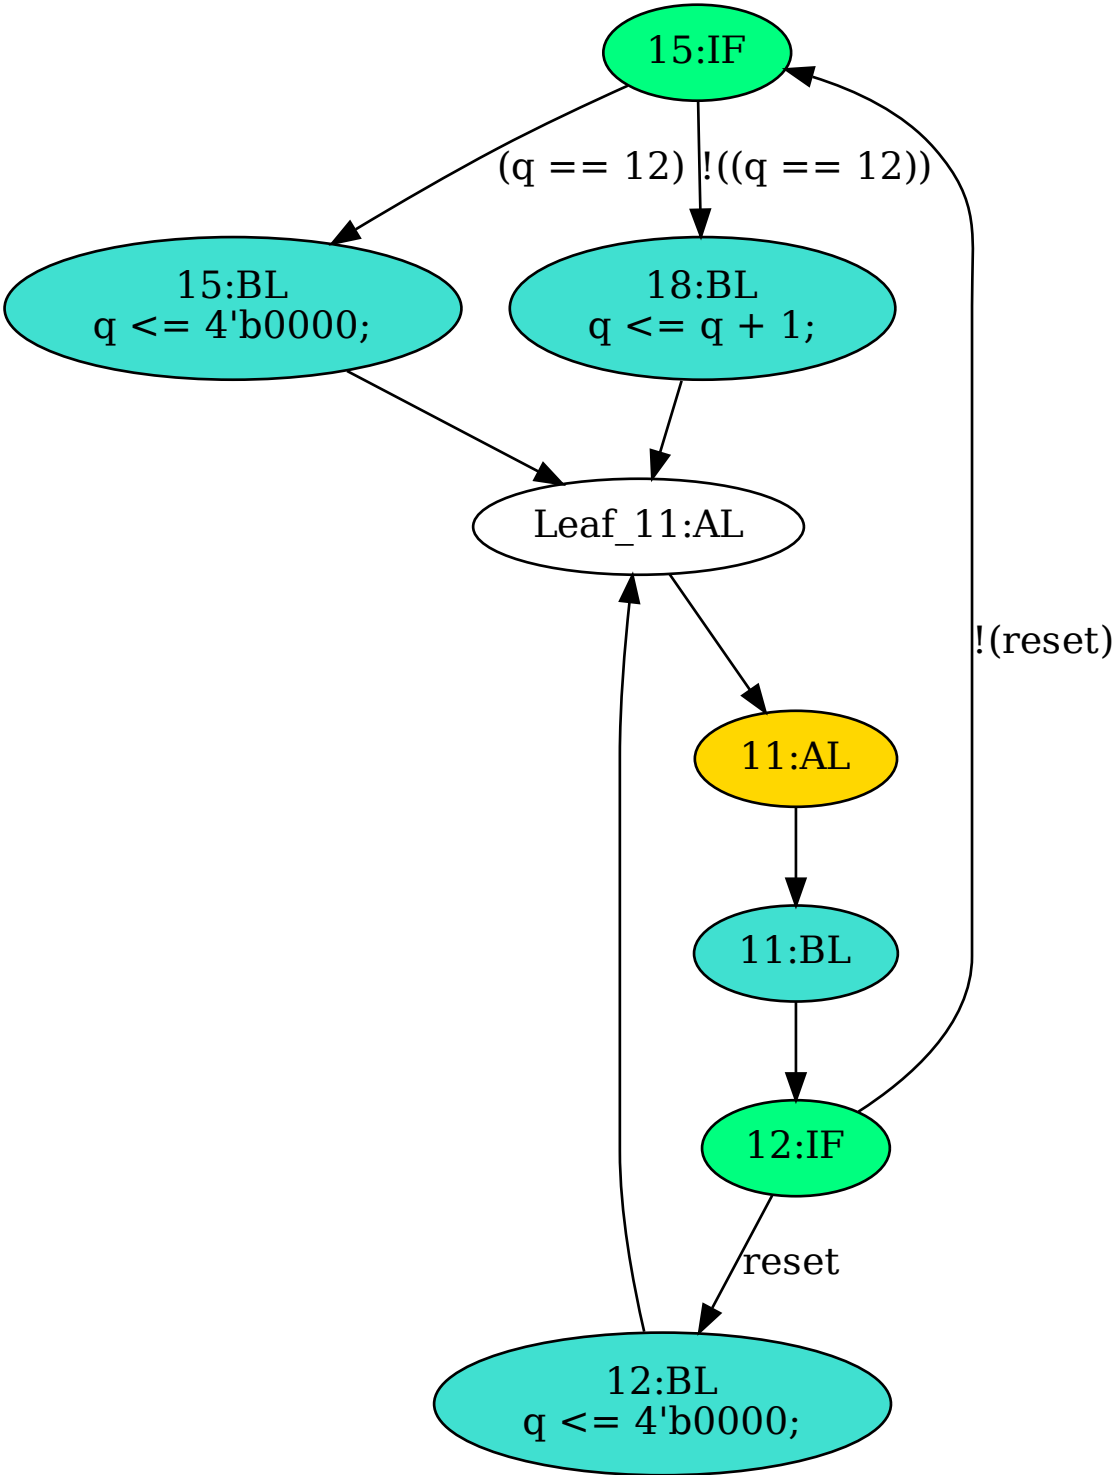 15:IF
(q == 12)
!((q == 12))
15:BL
q <= 4'b0000;
18:BL
q <= q + 1;
Leaf_11:AL
!(reset)
11:AL
11:BL
12:IF
reset
12:BL
q <= 4'b0000;